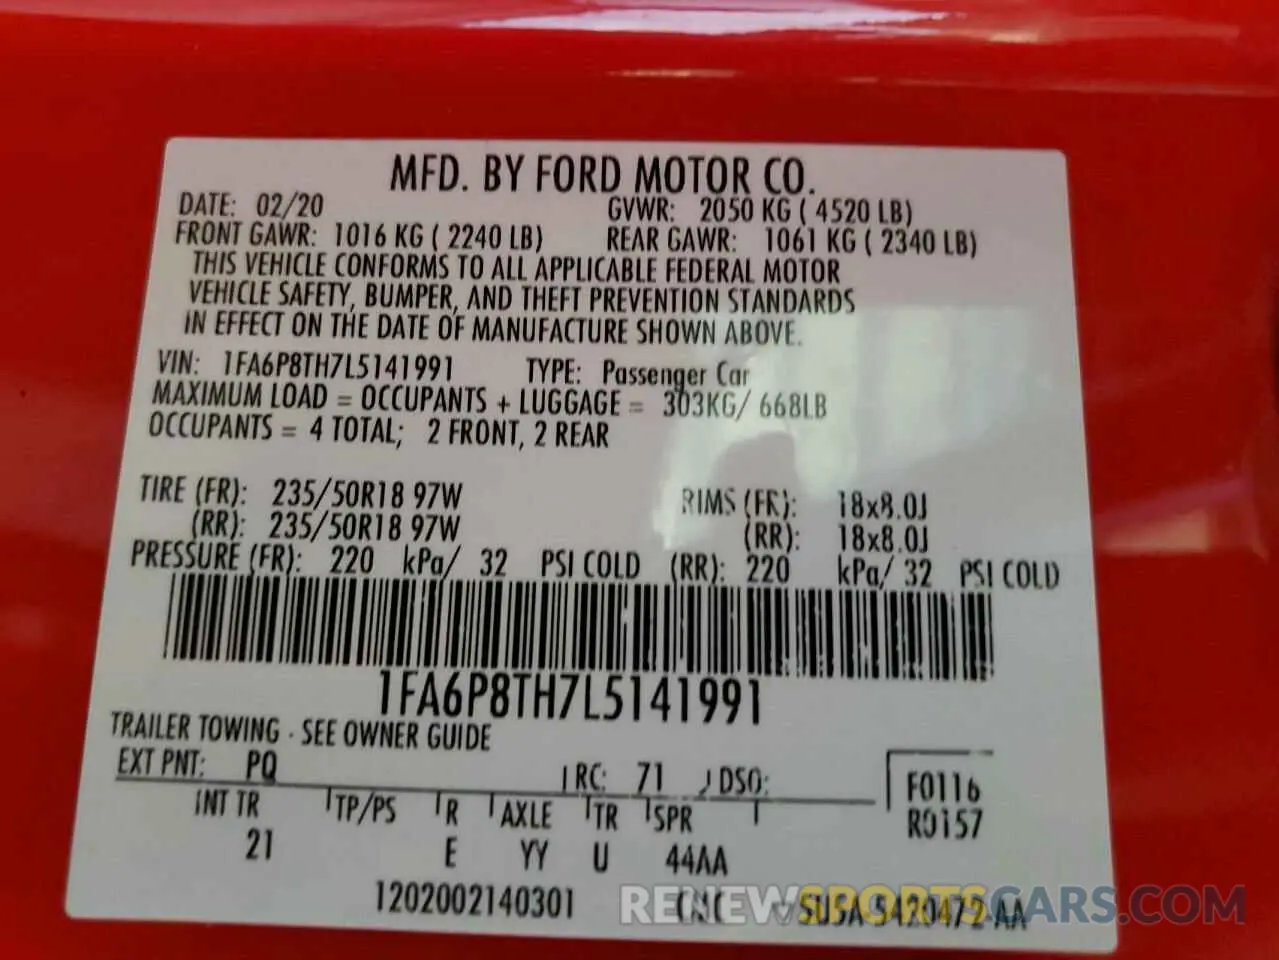 MFD. BY FORD MOTOR CO.
DATE: 02/20 GVWR: 2050 KG ( 4520 LB)
FRONT GAWR: 1016 KG ( 2240 LB) REAR GAWR: 1061 KG ( 2340 LB)
THIS VEHICLE CONFORMS TO ALL APPLICABLE FEDERAL MOTOR
VEHICLE SAFETY, BUMPER, AND THEFT PREVENTION STANDARDS
IN EFFECT ON THE DATE OF MANUFACTURE SHOWN ABOVE.
VIN: 1FA6P8TH7L5141991 TYPE: Passenger Car
MAXIMUM LOAD = OCCUPANTS + LUGGAGE = 303KG/ 668LB
OCCUPANTS = 4 TOTAL; 2 FRONT, 2 REAR
TIRE (FR): 235/50R18 97W RIMS (FR): 18x8.0J
(RR): 235/50R18 97W (RR): 18x8.0J
PRESSURE (FR): 220 kPa/ 32 PSI COLD (RR): 220 kPa/ 32 PSI COLD
1FA6P8TH7L5141991
TRAILER TOWING - SEE OWNER GUIDE
EXT PNT: PQ RC: 71 DSO:
INT TR TP/PS R AXLE TR SPR
21 E YY U 44AA
F0116
R0157
1202002140301
RENEWSPORTSCARS.COM